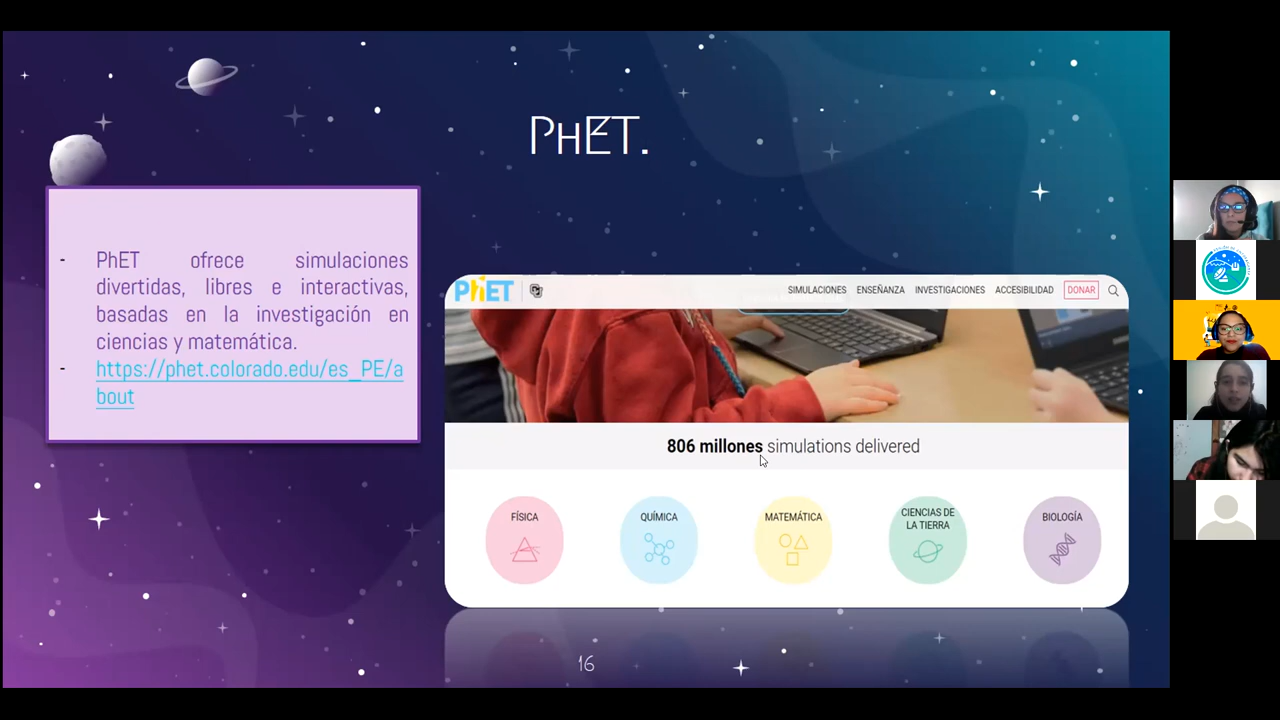 PhET.
- PhET ofrece simulaciones
divertidas, libres e interactivas,
basadas en la investigación en
ciencias y matemática.
- https://phet.colorado.edu/es_PE/a
bout
PhET
SIMULACIONES ENSEÑANZA INVESTIGACIONES ACCESIBILIDAD DONAR
806 millones simulations delivered
FÍSICA
QUÍMICA
MATEMÁTICA
CIENCIAS DE
LA TIERRA
BIOLOGÍA
16